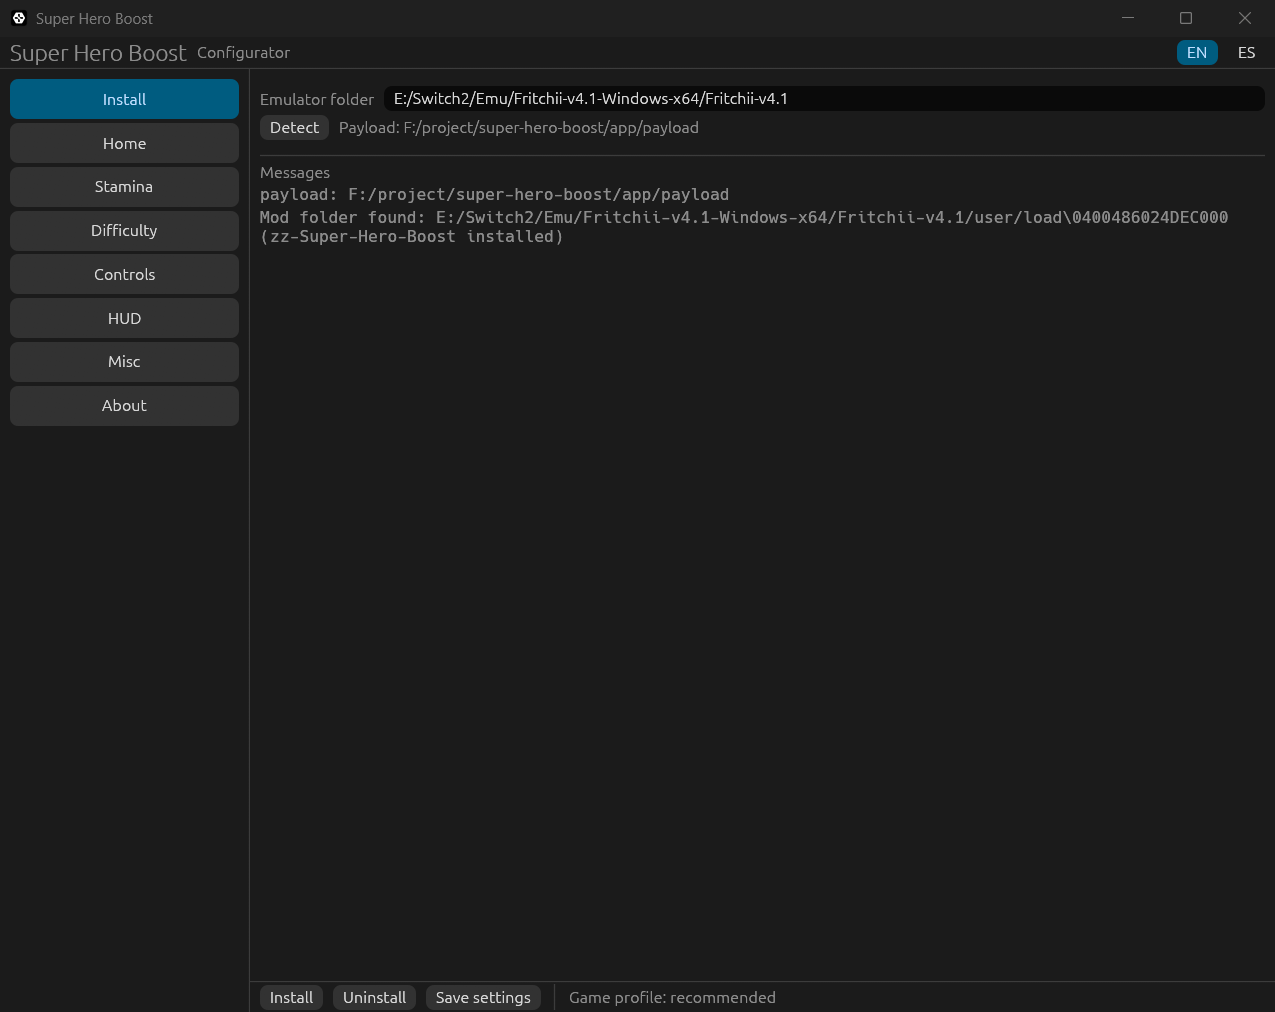 Super Hero Boost
Super Hero Boost Configurator EN ES
Install
Home
Stamina
Difficulty
Controls
HUD
Misc
About
Emulator folder E:/Switch2/Emu/Fritchii-v4.1-Windows-x64/Fritchii-v4.1
Detect Payload: F:/project/super-hero-boost/app/payload
Messages
payload: F:/project/super-hero-boost/app/payload
Mod folder found: E:/Switch2/Emu/Fritchii-v4.1-Windows-x64/Fritchii-v4.1/user/load\0400486024DEC000
(zz-Super-Hero-Boost installed)
Install Uninstall Save settings Game profile: recommended